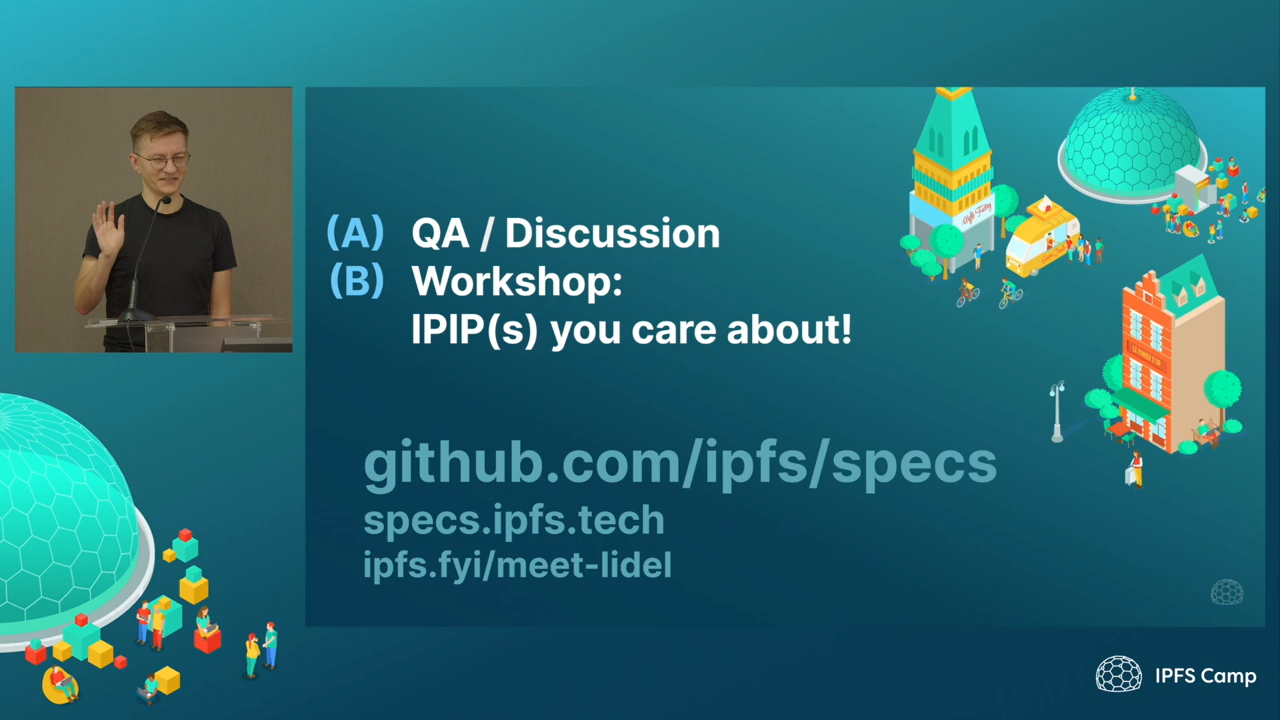 (A) QA / Discussion
(B) Workshop:
IPIP(s) you care about!
github.com/ipfs/specs
specs.ipfs.tech
ipfs.fyi/meet-lidel
IPFS Camp